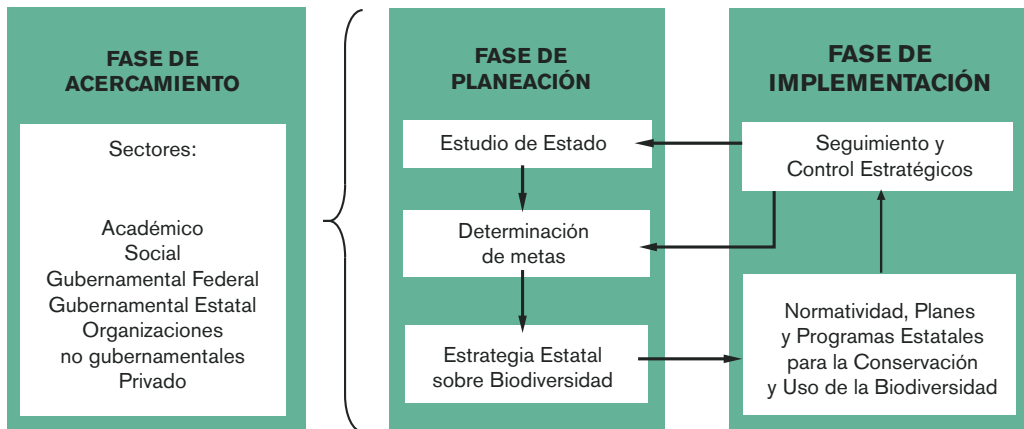 FASE DE
ACERCAMIENTO
Sectores:
Académico
Social
Gubernamental Federal
Gubernamental Estatal
Organizaciones
no gubernamentales
Privado
FASE DE
PLANEACIÓN
Estudio de Estado
Determinación
de metas
Estrategia Estatal
sobre Biodiversidad
FASE DE
IMPLEMENTACIÓN
Seguimiento y
Control Estratégicos
Normatividad, Planes
y Programas Estatales
para la Conservación
y Uso de la Biodiversidad